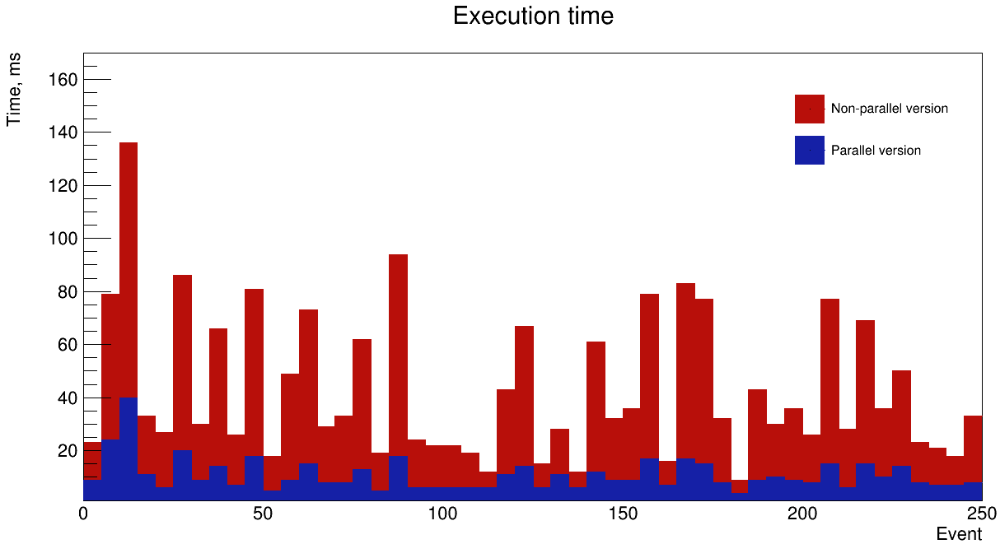 Execution time
Time, ms
160
140
120
100
80
60
40
20
Non-parallel version
Parallel version
0 50 100 150 200 250
Event